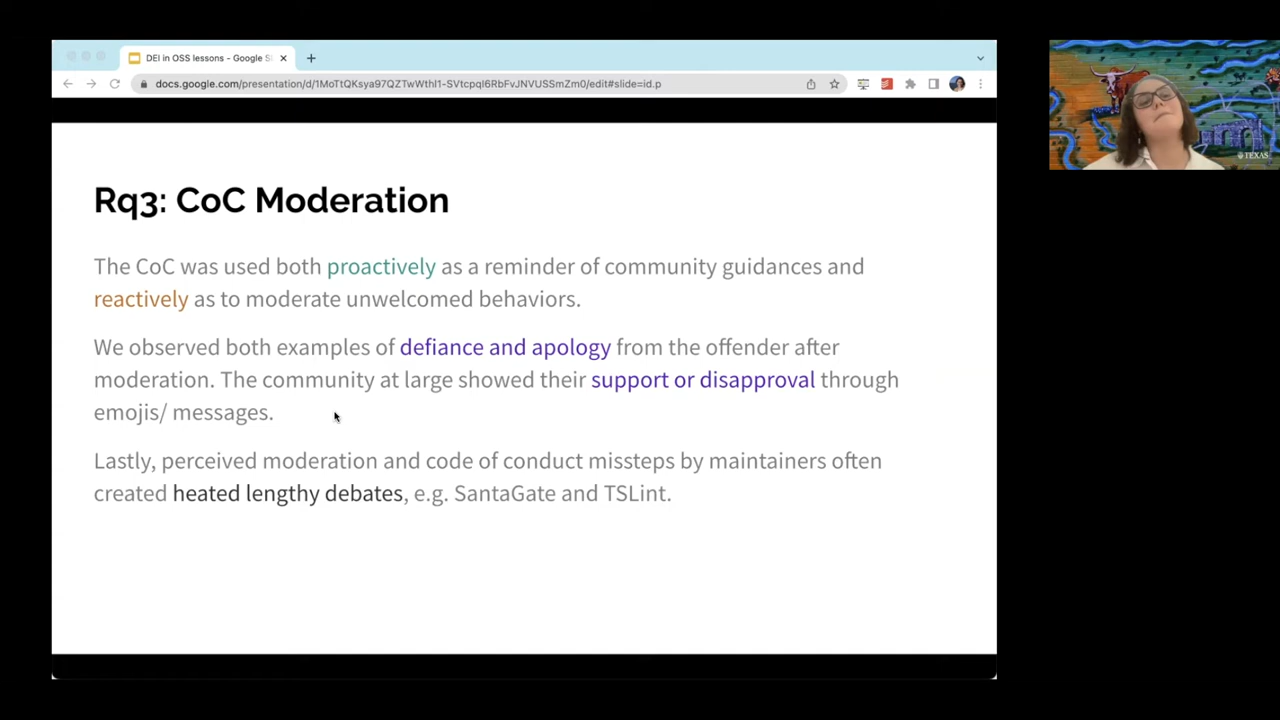 DEI in OSS lessons - Google S
docs.google.com/presentation/d/1MoTtQKsya97QZTwWthl1-SVtcpqI6RbFvJNVUSSmZm0/edit#slide=id.p
TEXAS
Rq3: CoC Moderation
The CoC was used both proactively as a reminder of community guidances and
reactively as to moderate unwelcomed behaviors.
We observed both examples of defiance and apology from the offender after
moderation. The community at large showed their support or disapproval through
emojis/ messages.
Lastly, perceived moderation and code of conduct missteps by maintainers often
created heated lengthy debates, e.g. SantaGate and TSLint.